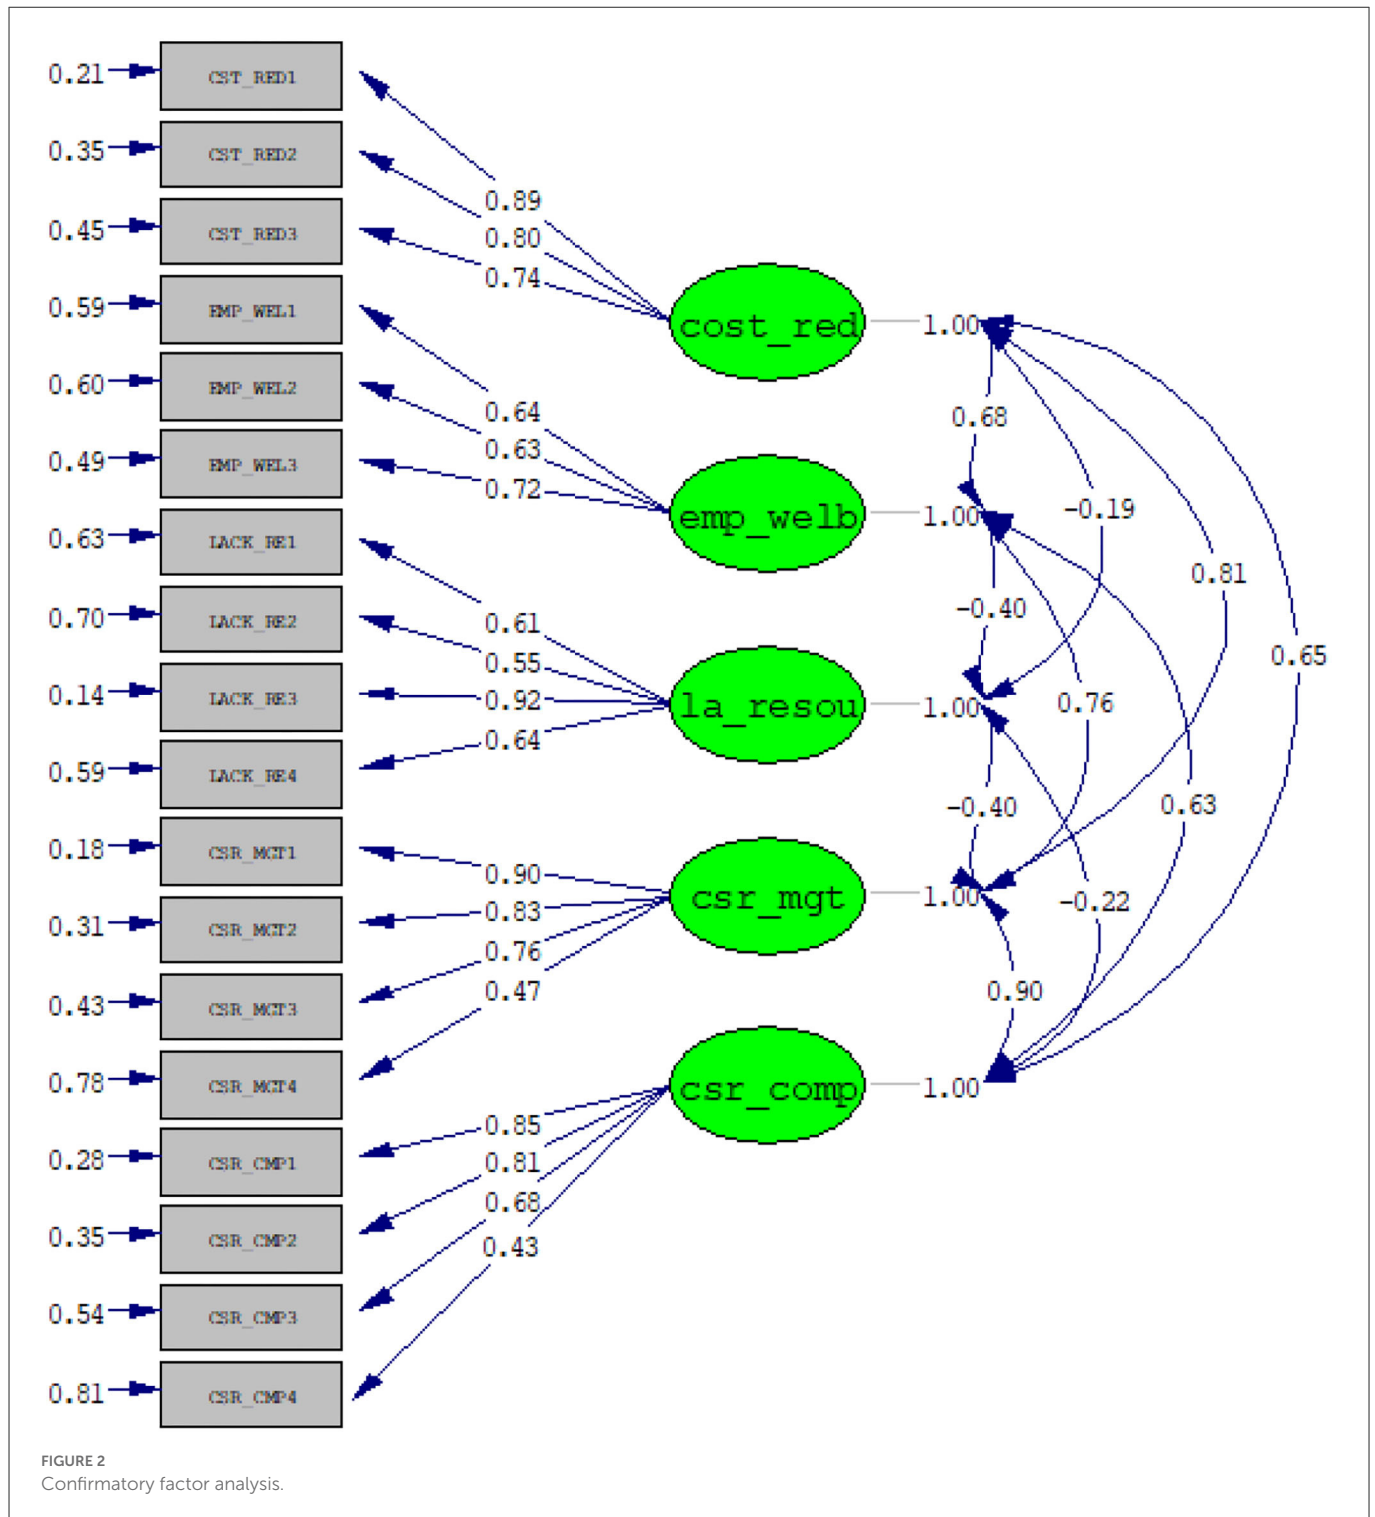 0.21 CST_RED1
0.35 CST_RED2
0.45 CST_RED3
0.59 EMP_WEL1
0.60 EMP_WEL2
0.49 EMP_WEL3
0.63 LACK_RE1
0.70 LACK_RE2
0.14 LACK_RE3
0.59 LACK_RE4
0.18 CSR_MGT1
0.31 CSR_MGT2
0.43 CSR_MGT3
0.78 CSR_MGT4
0.28 CSR_CMP1
0.35 CSR_CMP2
0.54 CSR_CMP3
0.81 CSR_CMP4
0.89
0.80
0.74
0.64
0.63
0.72
0.61
0.55
0.92
0.64
0.90
0.83
0.76
0.47
0.85
0.81
0.68
0.43
cost_red 1.00
emp_welb 1.00
la_resou 1.00
csr_mgt 1.00
csr_comp 1.00
0.68
-0.19
0.81
-0.40
0.65
0.76
-0.40
0.63
-0.22
0.90
FIGURE 2
Confirmatory factor analysis.